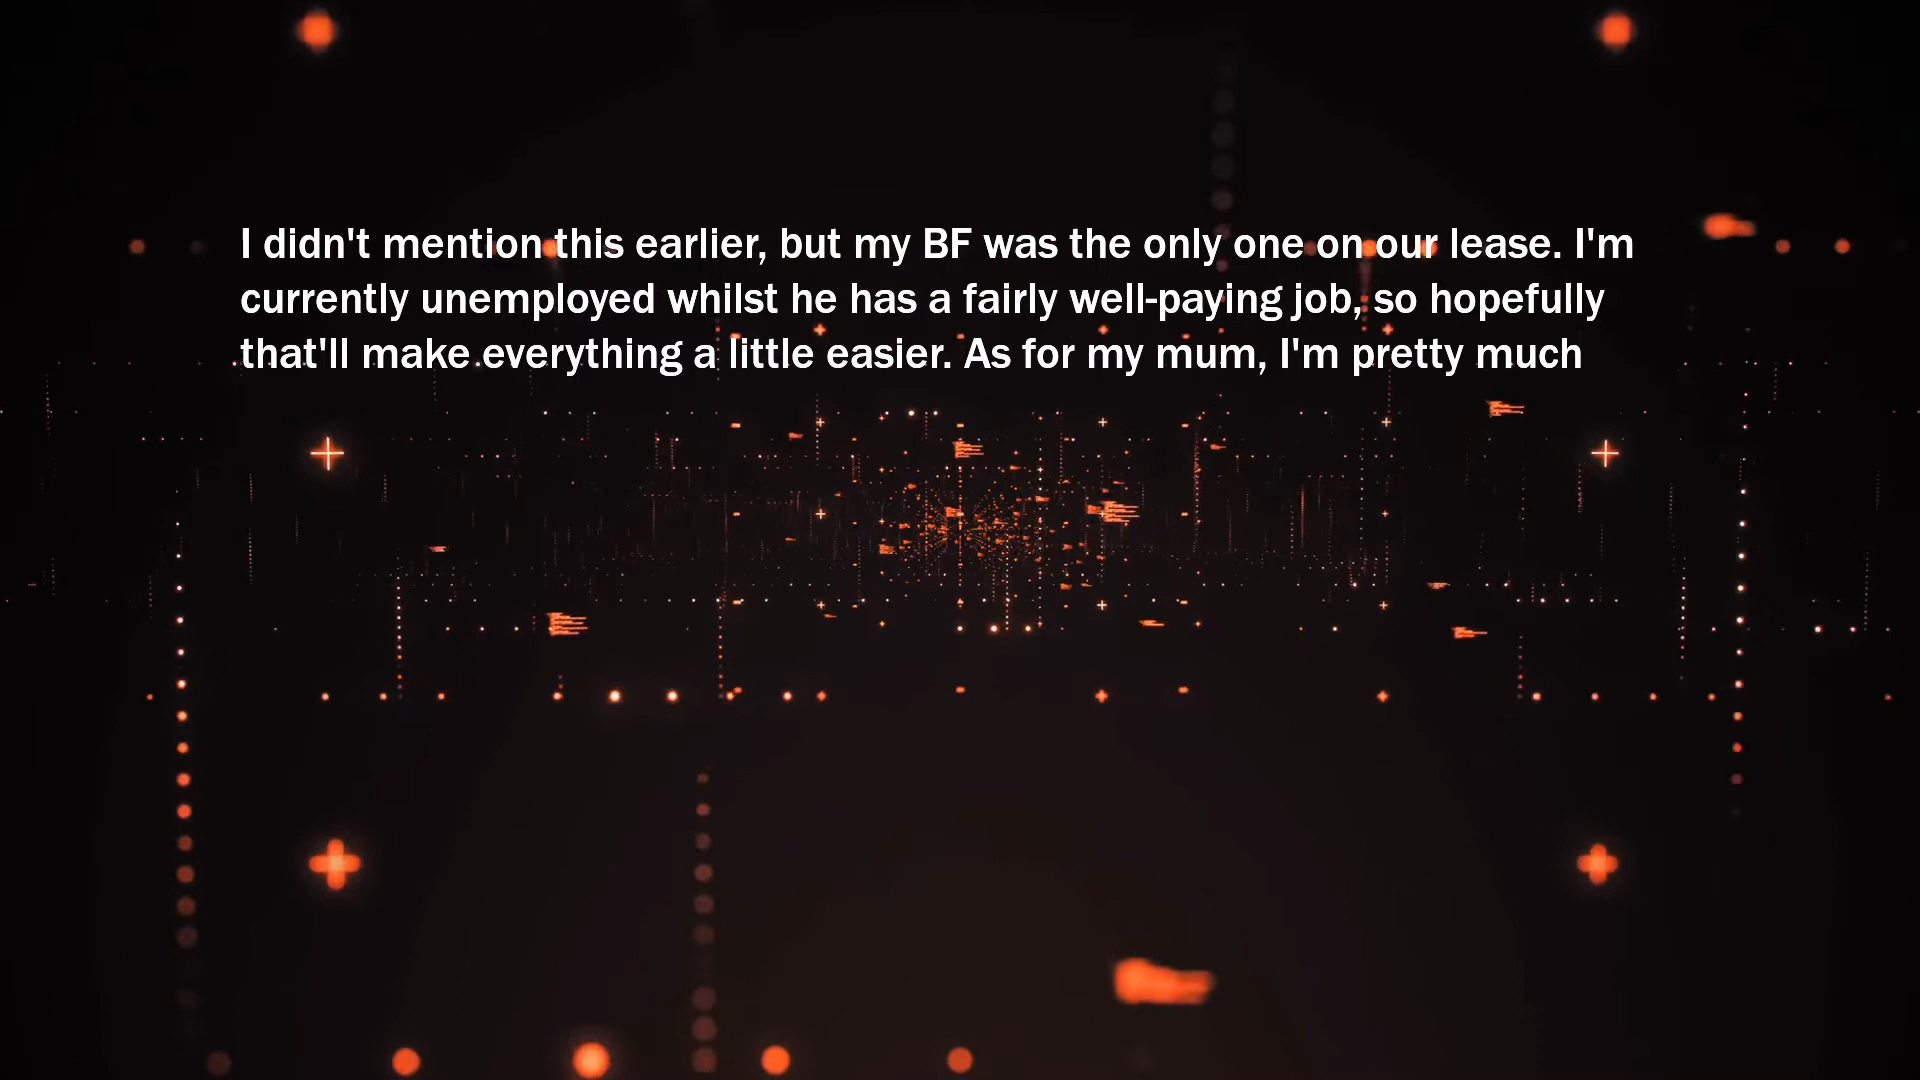 I didn't mention this earlier, but my BF was the only one on our lease. I'm
currently unemployed whilst he has a fairly well-paying job, so hopefully
that'll make everything a little easier. As for my mum, I'm pretty much